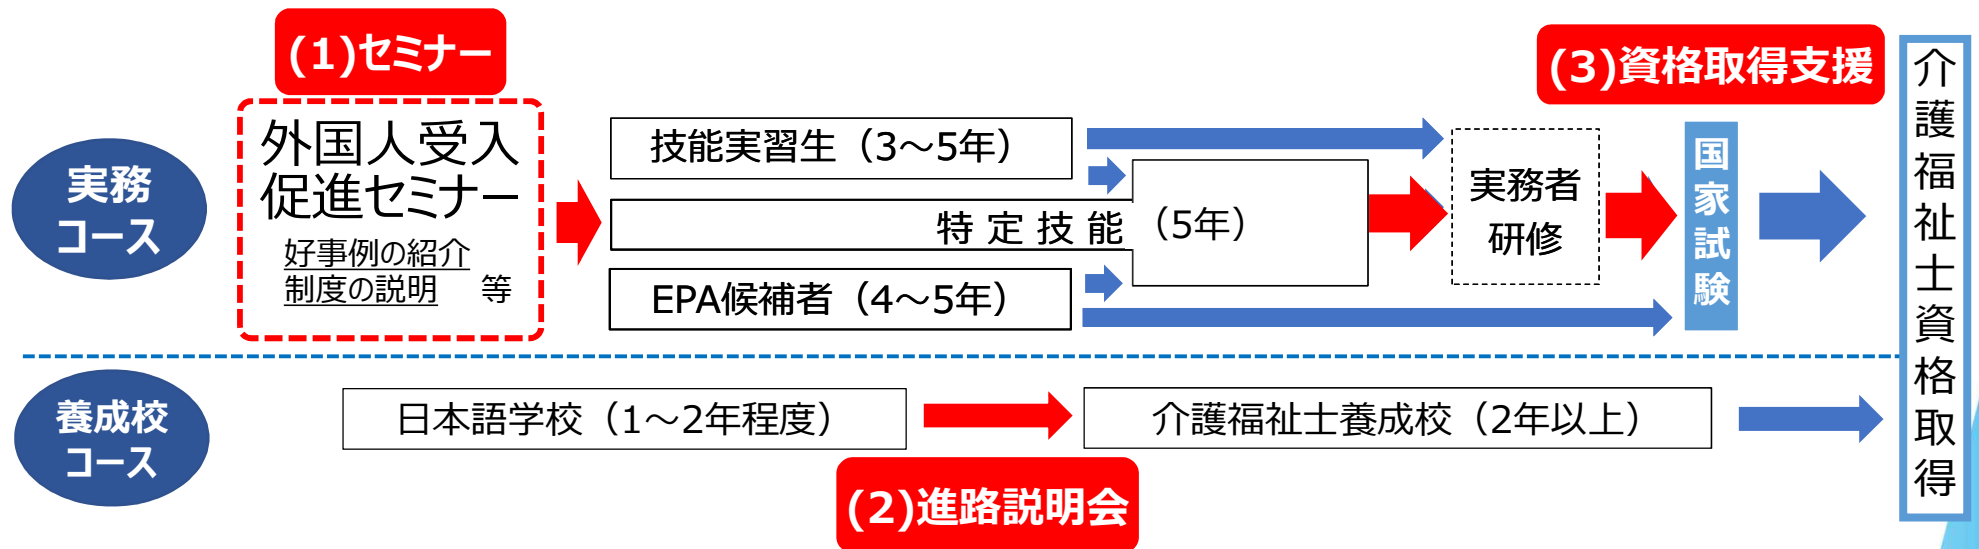 (1)セミナー
(3)資格取得支援
実務
コース
外国人受入
促進セミナー
好事例の紹介
制度の説明 等
技能実習生（3～5年）
特定技能（5年）
EPA候補者（4～5年）
実務者
研修
国家試験
介護福祉士資格取得
養成校
コース
日本語学校（1～2年程度）
介護福祉士養成校（2年以上）
(2)進路説明会